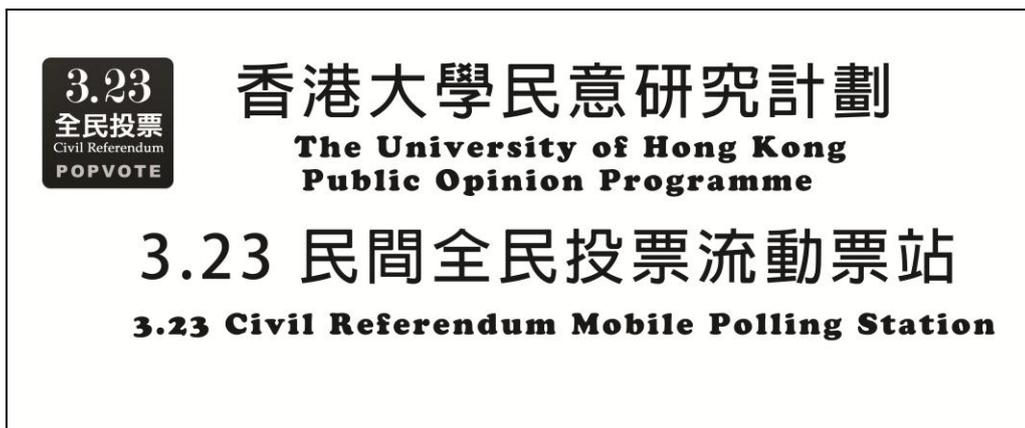 3.23
全民投票
Civil Referendum
POPVOTE
香港大學民意研究計劃
The University of Hong Kong
Public Opinion Programme
3.23 民間全民投票流動票站
3.23 Civil Referendum Mobile Polling Station